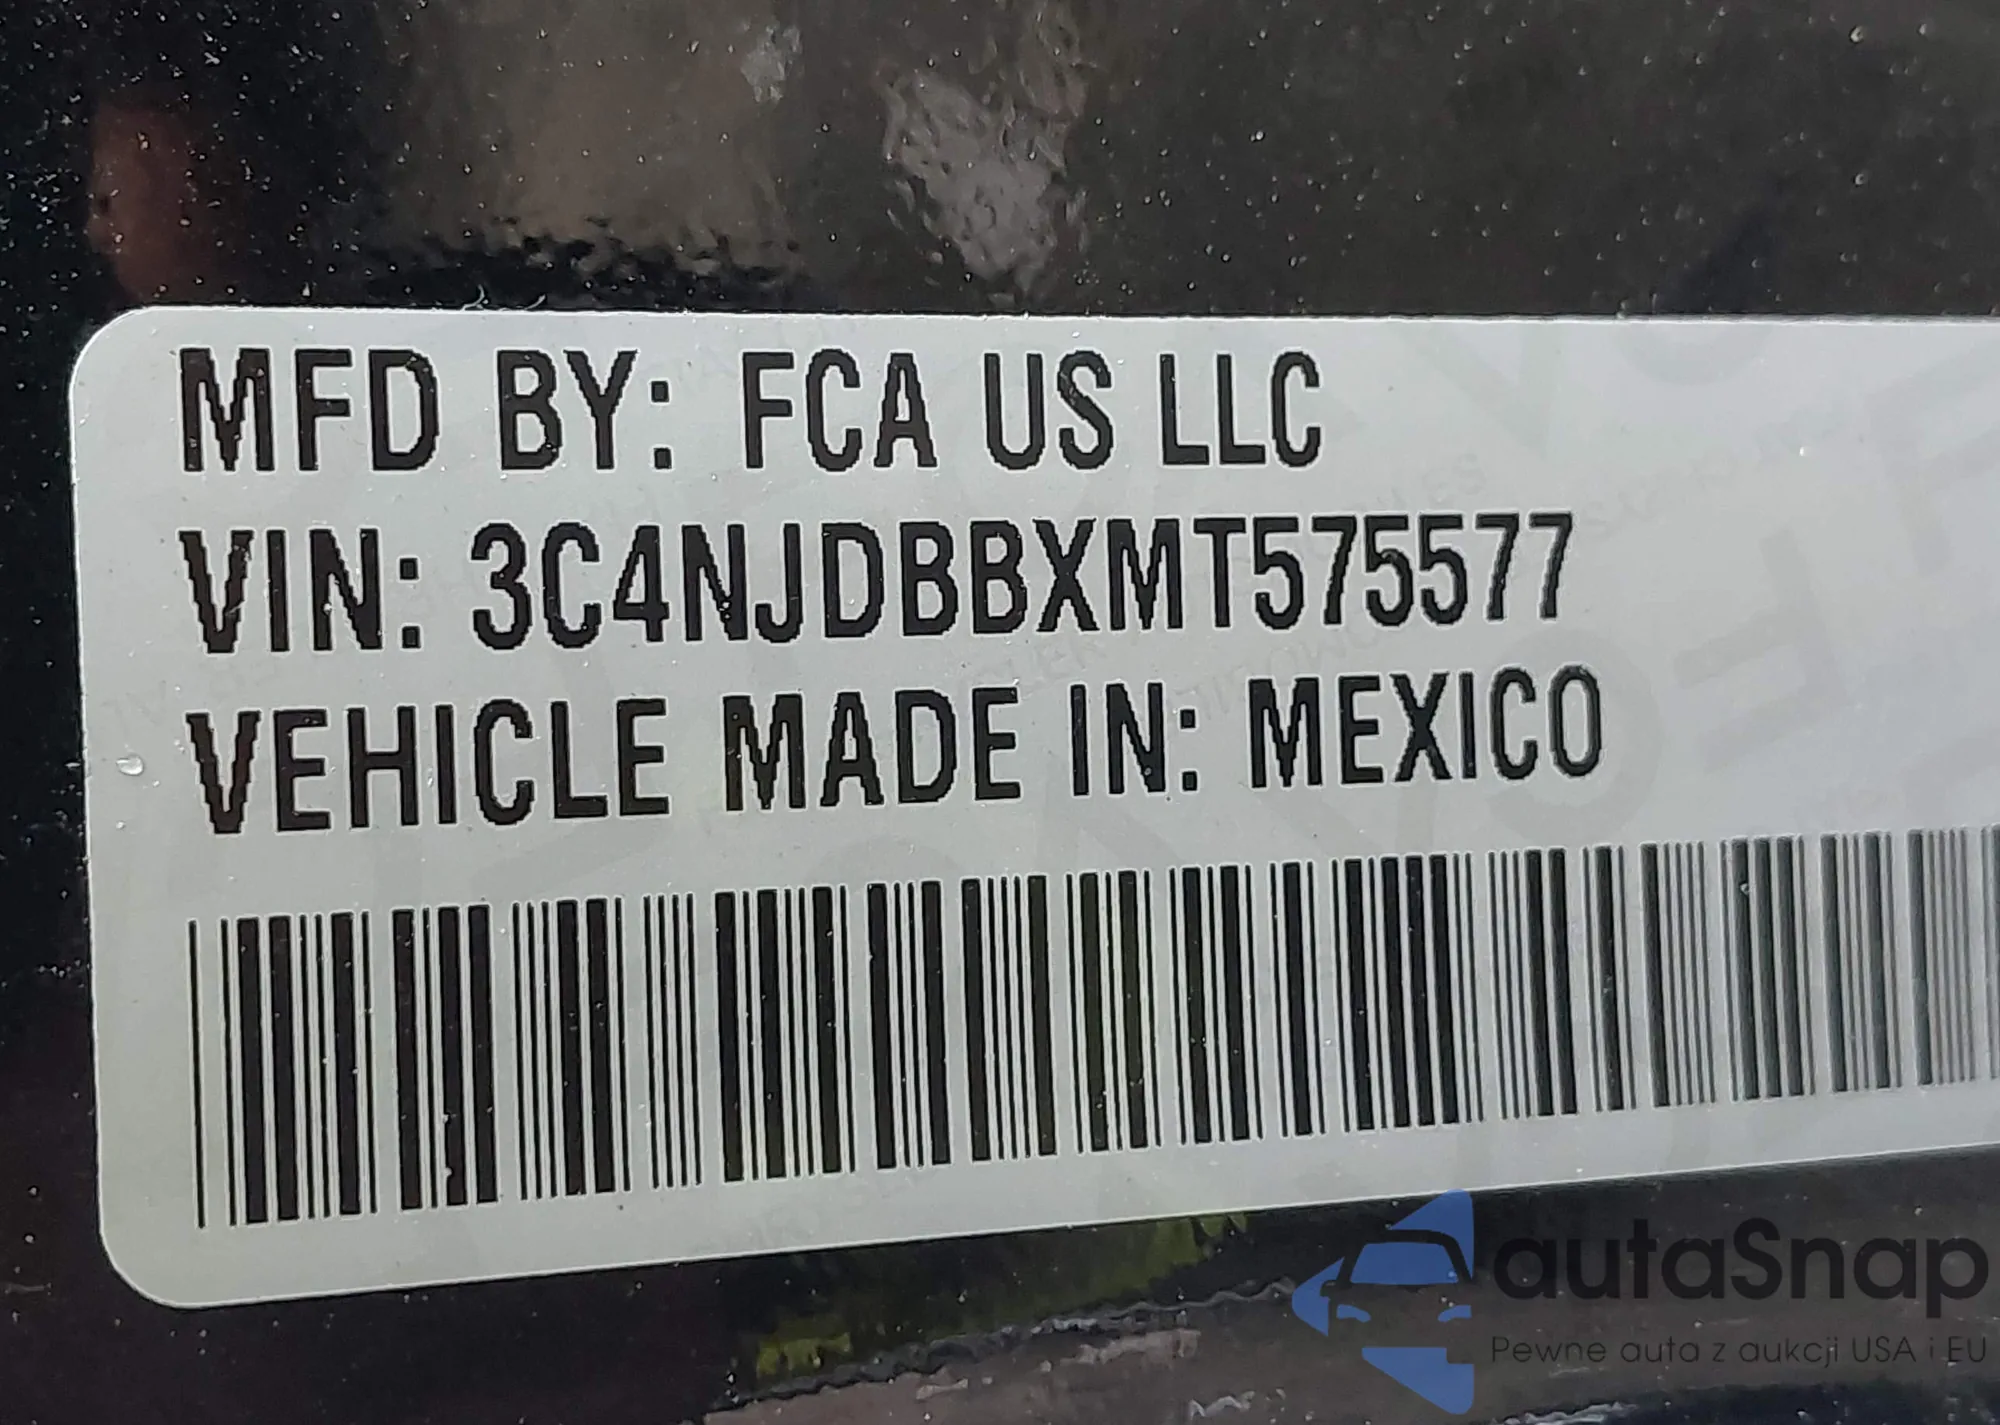 MFD BY: FCA US LLC
VIN: 3C4NJDBBXMT575577
VEHICLE MADE IN: MEXICO
autaSnap
Pewne auta z aukcji USA i EU